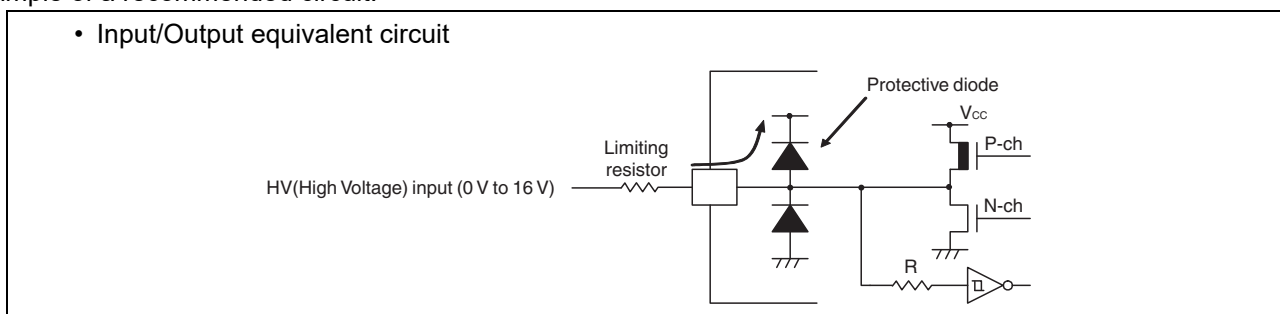 • Input/Output equivalent circuit
Protective diode
Vcc
P-ch
Limiting
resistor
HV(High Voltage) input (0 V to 16 V)
N-ch
R